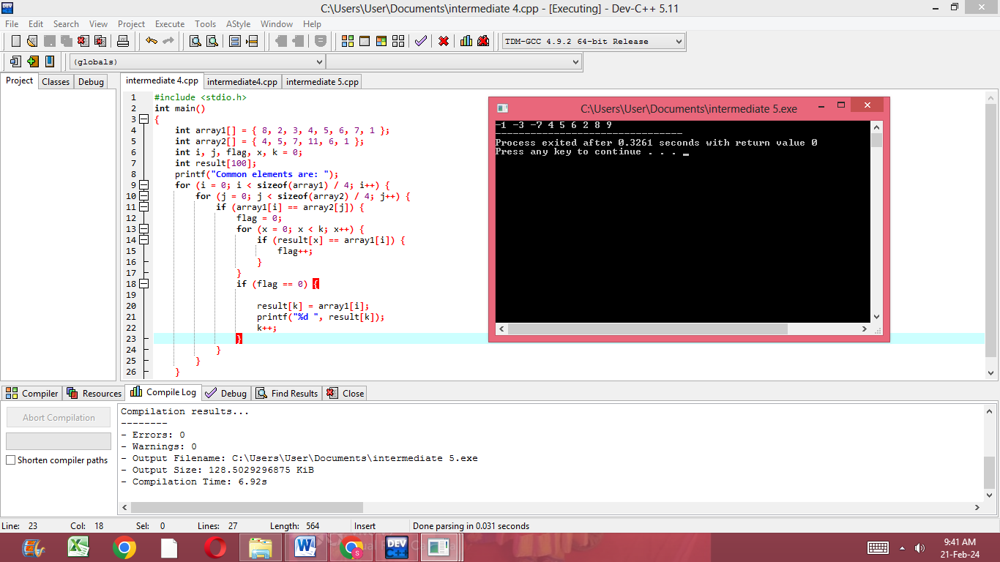 C:\Users\User\Documents\intermediate 4.cpp - [Executing] - Dev-C++ 5.11
File Edit Search View Project Execute Tools AStyle Window Help
TDM-GCC 4.9.2 64-bit Release
(globals)
Project Classes Debug
intermediate 4.cpp intermediate4.cpp intermediate 5.cpp
1 #include <stdio.h>
2 int main()
3 {
4 int array1[] = { 8, 2, 3, 4, 5, 6, 7, 1 };
5 int array2[] = { 4, 5, 7, 11, 6, 1 };
6 int i, j, flag, x, k = 0;
7 int result[100];
8 printf("Common elements are: ");
9 for (i = 0; i < sizeof(array1) / 4; i++) {
10 for (j = 0; j < sizeof(array2) / 4; j++) {
11 if (array1[i] == array2[j]) {
12 flag = 0;
13 for (x = 0; x < k; x++) {
14 if (result[x] == array1[i]) {
15 flag++;
16 }
17 }
18 if (flag == 0) {
19
20 result[k] = array1[i];
21 printf("%d ", result[k]);
22 k++;
23 }
24 }
25 }
26 }
C:\Users\User\Documents\intermediate 5.exe
-1 -3 -7 4 5 6 2 8 9
--------------------------------
Process exited after 0.3261 seconds with return value 0
Press any key to continue . . . _
Compiler Resources Compile Log Debug Find Results Close
Abort Compilation
Shorten compiler paths
Compilation results...
--------
- Errors: 0
- Warnings: 0
- Output Filename: C:\Users\User\Documents\intermediate 5.exe
- Output Size: 128.5029296875 KiB
- Compilation Time: 6.92s
Line: 23 Col: 18 Sel: 0 Lines: 27 Length: 564 Insert Done parsing in 0.031 seconds
DEV C++
S
9:41 AM
21-Feb-24